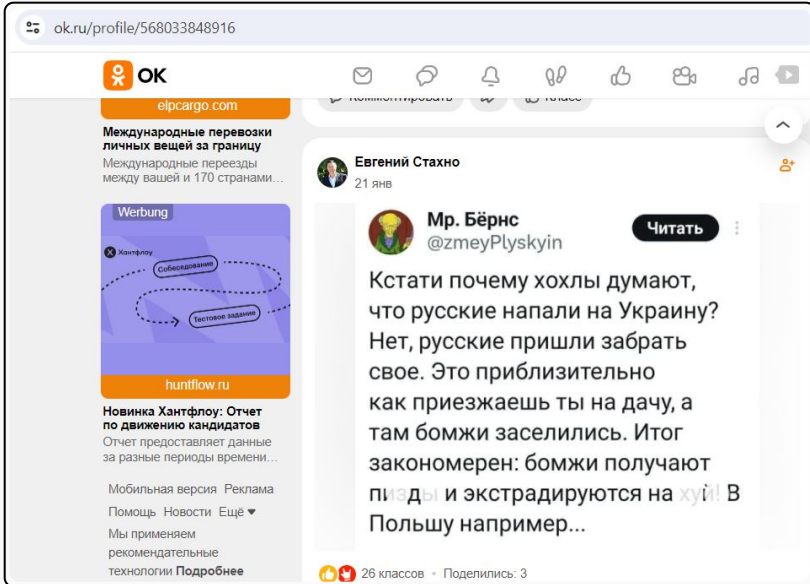 ok.ru/profile/568033848916
OK
elpcargo.com
Международные перевозки
личных вещей за границу
Международные переезды
между вашей и 170 странами...
Werbung
Хантфлоу
Собеседование
Тестовое задание
huntflow.ru
Новинка Хантфлоу: Отчет
по движению кандидатов
Отчет предоставляет данные
за разные периоды времени...
Мобильная версия Реклама
Помощь Новости Ещё
Мы применяем
рекомендательные
технологии Подробнее
Комментировать
Класс
Евгений Стахно
21 янв
Мр. Бёрнс
@zmeyPlyskyin
Читать
Кстати почему хохлы думают,
что русские напали на Украину?
Нет, русские пришли забрать
свое. Это приблизительно
как приезжаешь ты на дачу, а
там бомжи заселились. Итог
закономерен: бомжи получают
пизды и экстрадируются на хуй! В
Польшу например...
26 классов • Поделились: 3